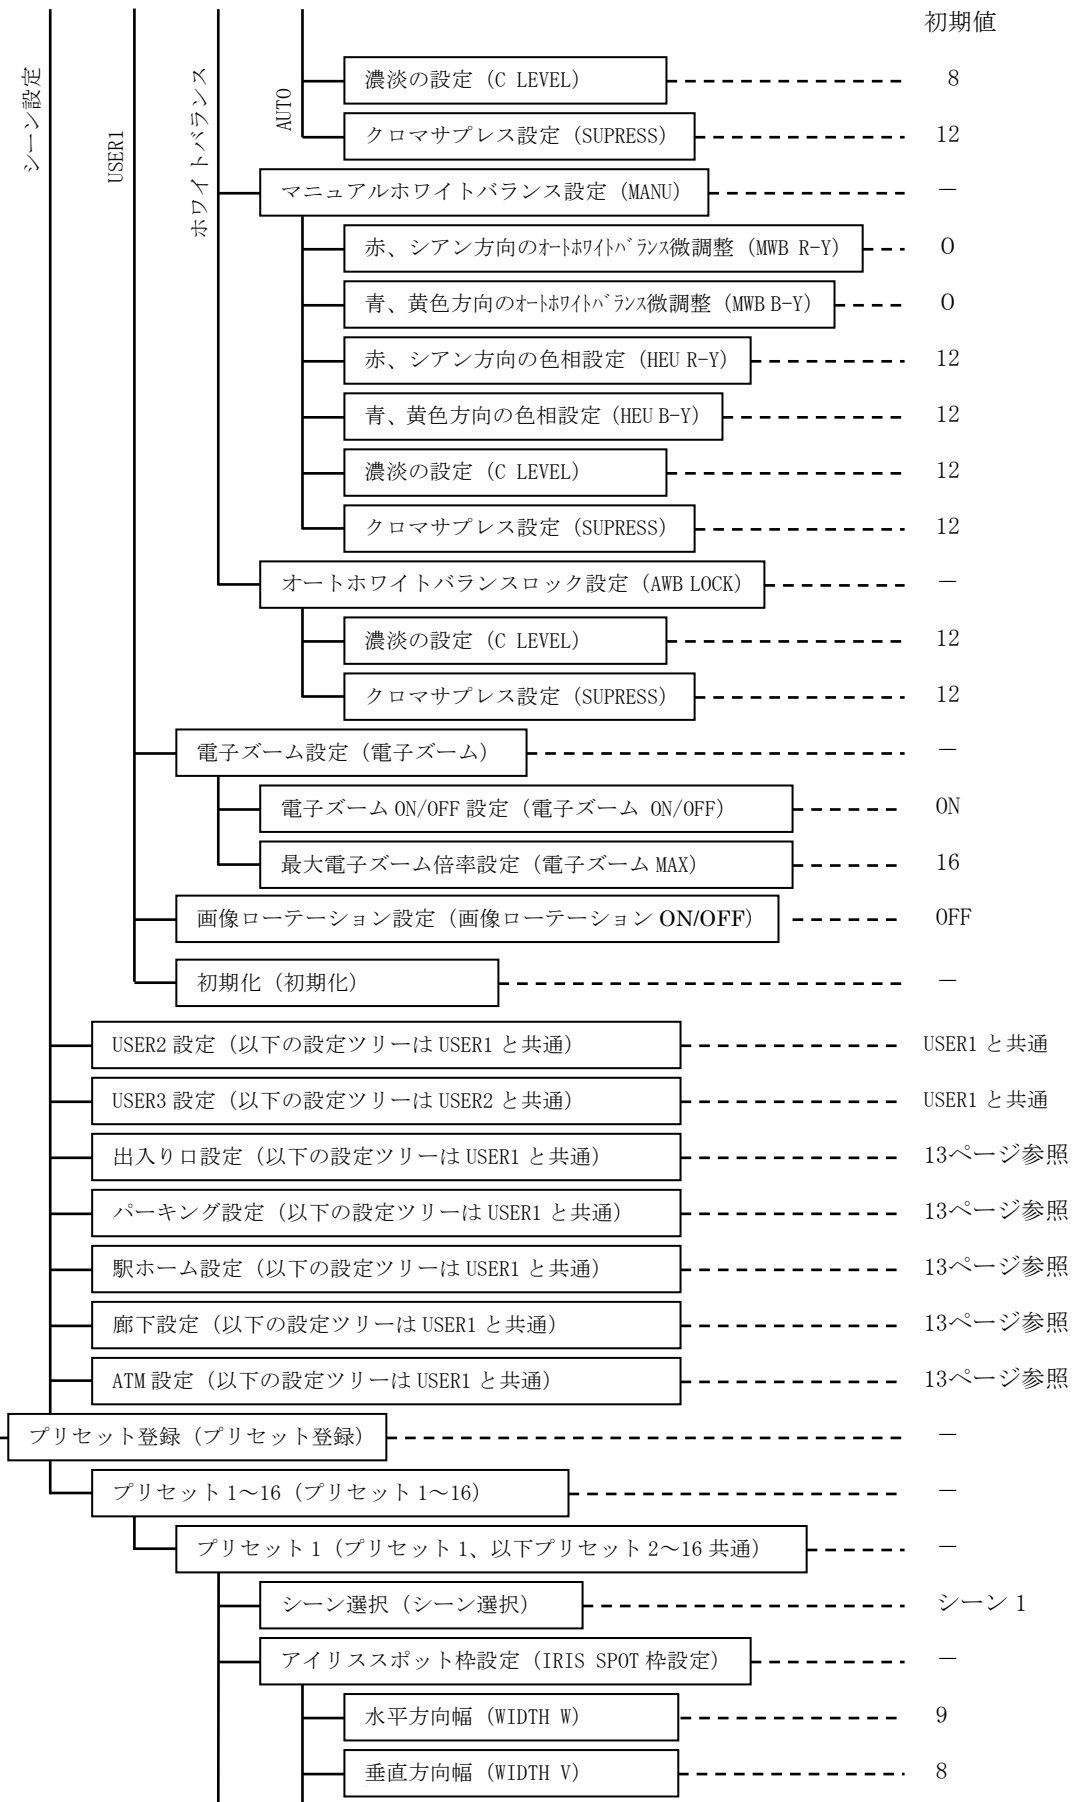 初期値
シーン設定
USER1
ホワイトバランス
AUTO
濃淡の設定（C LEVEL） 8
クロマサプレス設定（SUPRESS） 12
マニュアルホワイトバランス設定（MANU） －
赤、シアン方向のｵｰﾄﾎﾜｲﾄﾊﾞﾗﾝｽ微調整（MWB R-Y） 0
青、黄色方向のｵｰﾄﾎﾜｲﾄﾊﾞﾗﾝｽ微調整（MWB B-Y） 0
赤、シアン方向の色相設定（HEU R-Y） 12
青、黄色方向の色相設定（HEU B-Y） 12
濃淡の設定（C LEVEL） 12
クロマサプレス設定（SUPRESS） 12
オートホワイトバランスロック設定（AWB LOCK） －
濃淡の設定（C LEVEL） 12
クロマサプレス設定（SUPRESS） 12
電子ズーム設定（電子ズーム） －
電子ズーム ON/OFF 設定（電子ズーム ON/OFF） ON
最大電子ズーム倍率設定（電子ズーム MAX） 16
画像ローテーション設定（画像ローテーション ON/OFF） OFF
初期化（初期化） －
USER2 設定（以下の設定ツリーは USER1 と共通） USER1 と共通
USER3 設定（以下の設定ツリーは USER2 と共通） USER1 と共通
出入り口設定（以下の設定ツリーは USER1 と共通） 13ページ参照
パーキング設定（以下の設定ツリーは USER1 と共通） 13ページ参照
駅ホーム設定（以下の設定ツリーは USER1 と共通） 13ページ参照
廊下設定（以下の設定ツリーは USER1 と共通） 13ページ参照
ATM 設定（以下の設定ツリーは USER1 と共通） 13ページ参照
プリセット登録（プリセット登録） －
プリセット 1～16（プリセット 1～16） －
プリセット 1（プリセット 1、以下プリセット 2～16 共通） －
シーン選択（シーン選択） シーン 1
アイリススポット枠設定（IRIS SPOT 枠設定） －
水平方向幅（WIDTH W） 9
垂直方向幅（WIDTH V） 8